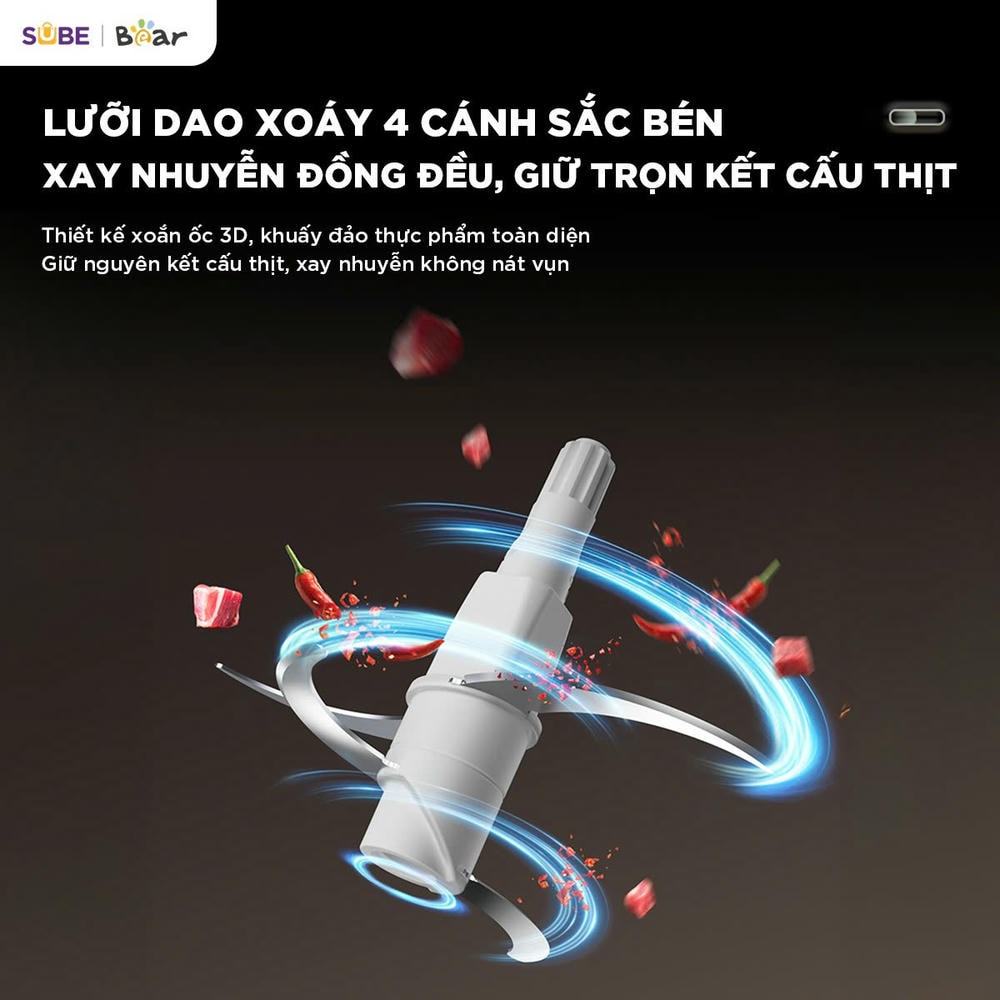 SUBE | Bear
LƯỠI DAO XOÁY 4 CÁNH SẮC BÉN
XAY NHUYỄN ĐỒNG ĐỀU, GIỮ TRỌN KẾT CẤU THỊT
Thiết kế xoắn ốc 3D, khuấy đảo thực phẩm toàn diện
Giữ nguyên kết cấu thịt, xay nhuyễn không nát vụn